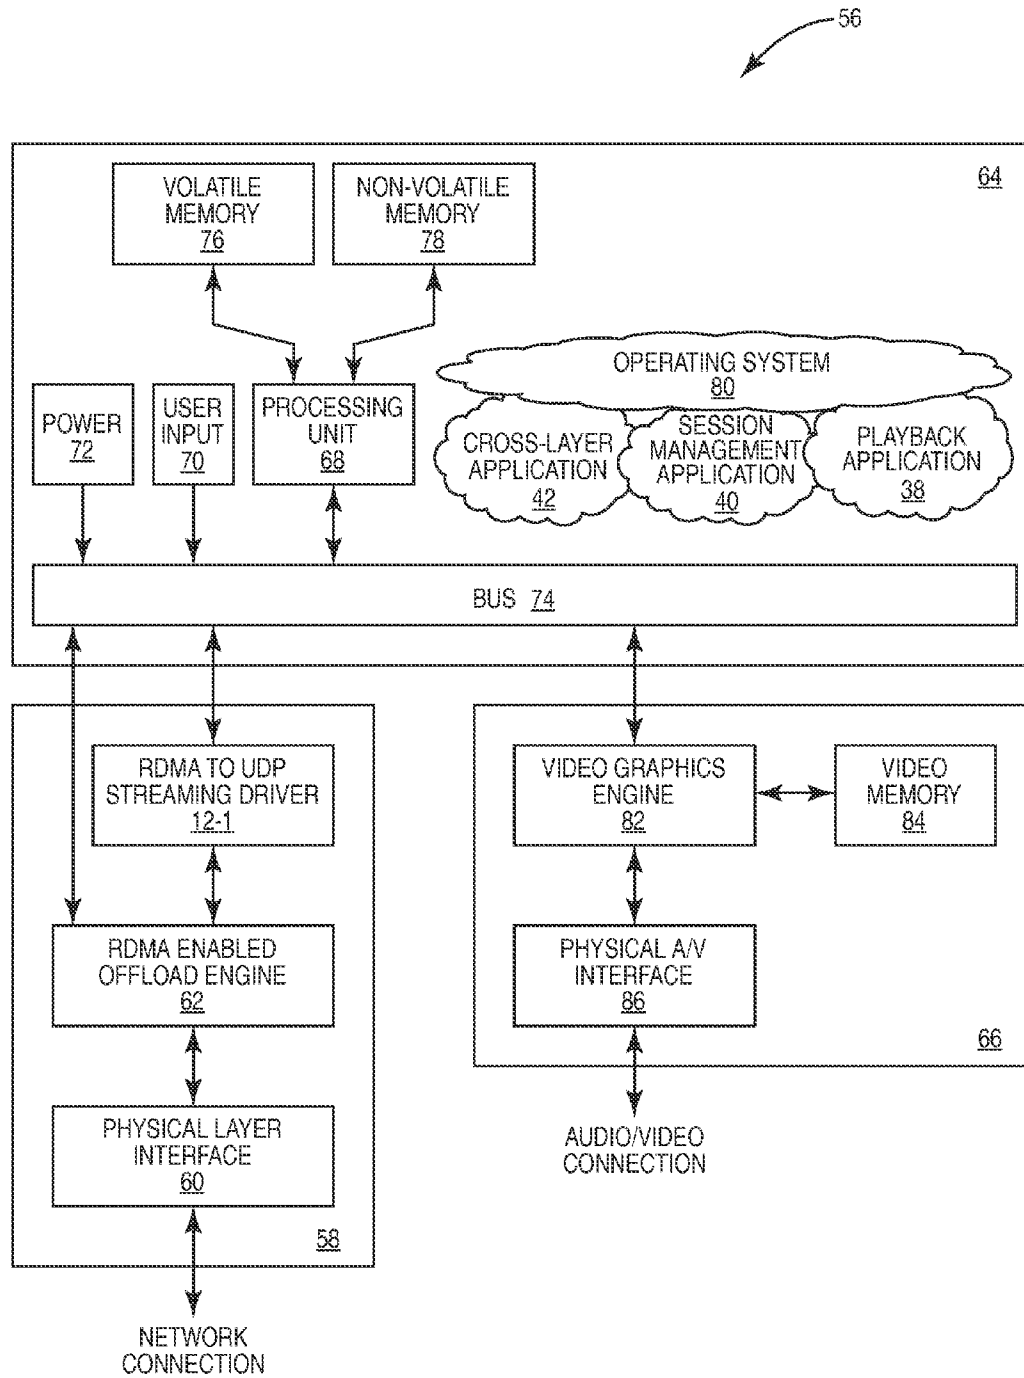 56
64
VOLATILE
MEMORY
76
NON-VOLATILE
MEMORY
78
OPERATING SYSTEM
80
POWER
72
USER
INPUT
70
PROCESSING
UNIT
68
CROSS-LAYER
APPLICATION
42
SESSION
MANAGEMENT
APPLICATION
40
PLAYBACK
APPLICATION
38
BUS 74
RDMA TO UDP
STREAMING DRIVER
12-1
VIDEO GRAPHICS
ENGINE
82
VIDEO
MEMORY
84
RDMA ENABLED
OFFLOAD ENGINE
62
PHYSICAL A/V
INTERFACE
86
66
PHYSICAL LAYER
INTERFACE
60
58
AUDIO/VIDEO
CONNECTION
NETWORK
CONNECTION